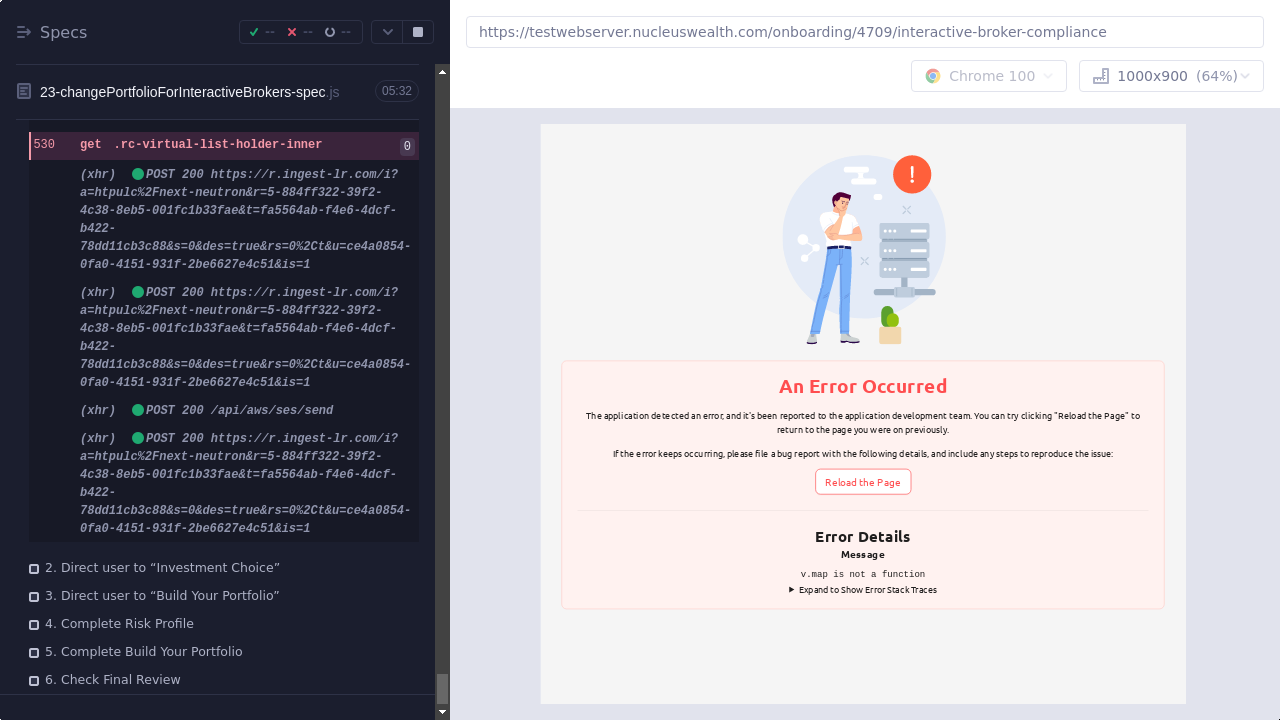 Specs
--
--
--
https://testwebserver.nucleuswealth.com/onboarding/4709/interactive-broker-compliance
Chrome 100
1000x900 (64%)
23-changePortfolioForInteractiveBrokers-spec.js
05:32
530 get .rc-virtual-list-holder-inner 0
(xhr) POST 200 https://r.ingest-lr.com/i?
a=htpulc%2Fnext-neutron&r=5-884ff322-39f2-
4c38-8eb5-001fc1b33fae&t=fa5564ab-f4e6-4dcf-
b422-
78dd11cb3c88&s=0&des=true&rs=0%2Ct&u=ce4a0854-
0fa0-4151-931f-2be6627e4c51&is=1
(xhr) POST 200 https://r.ingest-lr.com/i?
a=htpulc%2Fnext-neutron&r=5-884ff322-39f2-
4c38-8eb5-001fc1b33fae&t=fa5564ab-f4e6-4dcf-
b422-
78dd11cb3c88&s=0&des=true&rs=0%2Ct&u=ce4a0854-
0fa0-4151-931f-2be6627e4c51&is=1
(xhr) POST 200 /api/aws/ses/send
(xhr) POST 200 https://r.ingest-lr.com/i?
a=htpulc%2Fnext-neutron&r=5-884ff322-39f2-
4c38-8eb5-001fc1b33fae&t=fa5564ab-f4e6-4dcf-
b422-
78dd11cb3c88&s=0&des=true&rs=0%2Ct&u=ce4a0854-
0fa0-4151-931f-2be6627e4c51&is=1
2. Direct user to “Investment Choice”
3. Direct user to “Build Your Portfolio”
4. Complete Risk Profile
5. Complete Build Your Portfolio
6. Check Final Review
!
An Error Occurred
The application detected an error, and it's been reported to the application development team. You can try clicking "Reload the Page" to
return to the page you were on previously.
If the error keeps occurring, please file a bug report with the following details, and include any steps to reproduce the issue:
Reload the Page
Error Details
Message
v.map is not a function
Expand to Show Error Stack Traces